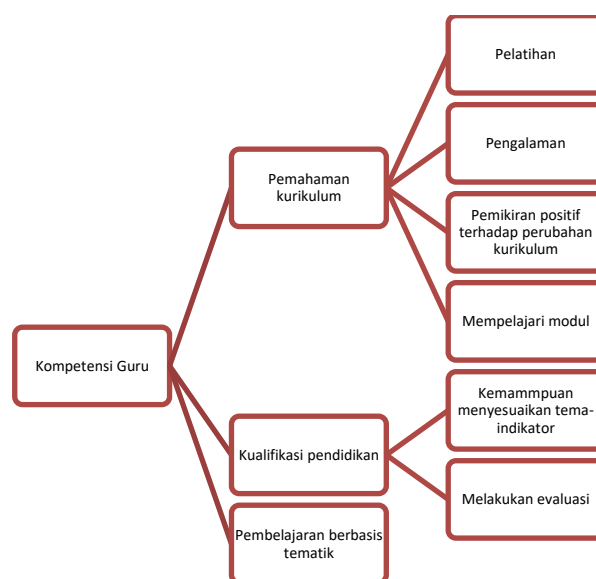 Pelatihan
Pengalaman
Pemahaman
kurikulum
Pemikiran positif
terhadap perubahan
kurikulum
Mempelajari modul
Kompetensi Guru
Kemammpuan
menyesuaikan tema-
indikator
Kualifikasi pendidikan
Melakukan evaluasi
Pembelajaran berbasis
tematik